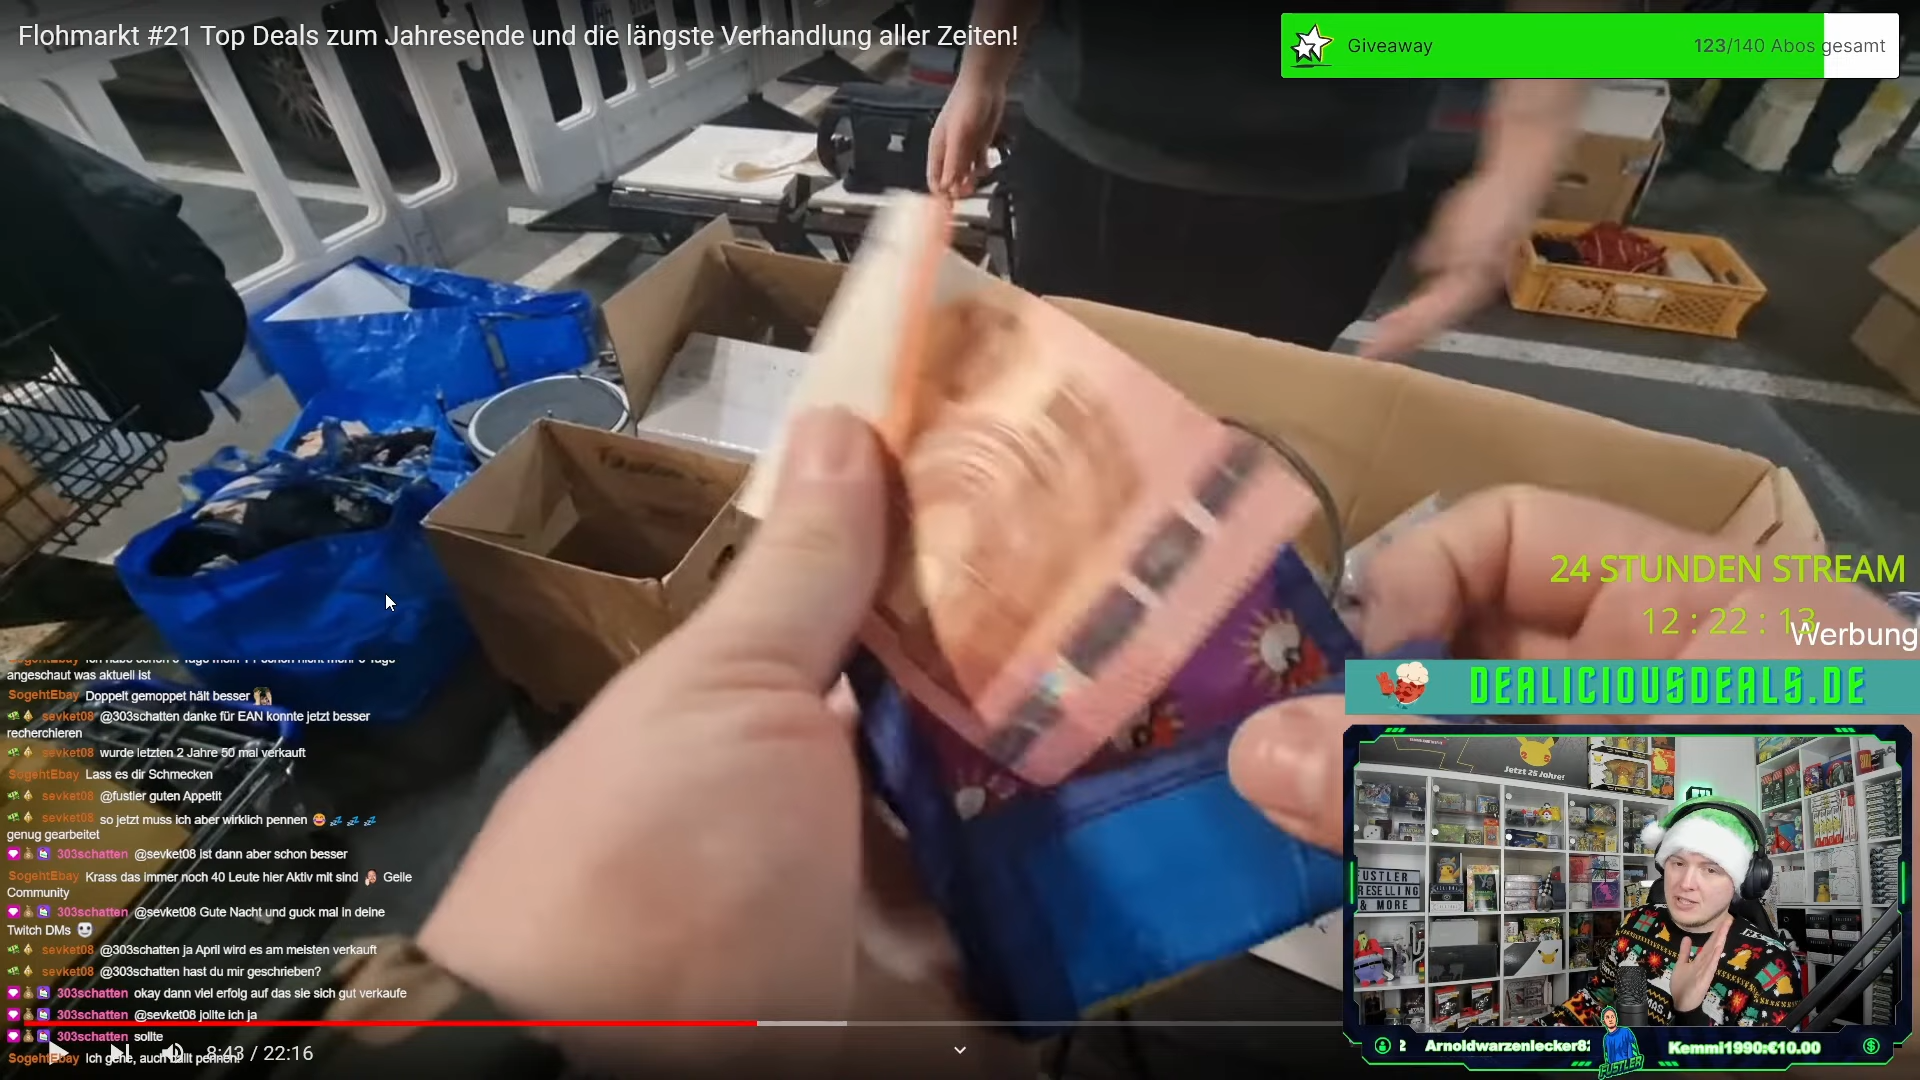 Flohmarkt #21 Top Deals zum Jahresende und die längste Verhandlung aller Zeiten!
Giveaway
123/140 Abos gesamt
24 STUNDEN STREAM
12 : 22 : 13
Werbung
DEALICIOUSDEALS.DE
angeschaut was aktuell ist
SogehtEbay Doppelt gemoppet hält besser
sevket08 @303schatten danke für EAN konnte jetzt besser
recherchieren
sevket08 wurde letzten 2 Jahre 50 mal verkauft
SogehtEbay Lass es dir Schmecken
sevket08 @fustler guten Appetit
sevket08 so jetzt muss ich aber wirklich pennen
genug gearbeitet
303schatten @sevket08 ist dann aber schon besser
SogehtEbay Krass das immer noch 40 Leute hier Aktiv mit sind Geile
Community
303schatten @sevket08 Gute Nacht und guck mal in deine
Twitch DMs
sevket08 @303schatten ja April wird es am meisten verkauft
sevket08 @303schatten hast du mir geschrieben?
303schatten okay dann viel erfolg auf das sie sich gut verkaufe
303schatten @sevket08 jollte ich ja
303schatten sollte
SogehtEbay Ich gehe, auch
8:43 / 22:16
Jetzt 25 Jahre!
FUSTLER
RESELLING
& MORE
2 Arnoldwarzenlecker82
Kemmi1990:€10.00
FUSTLER